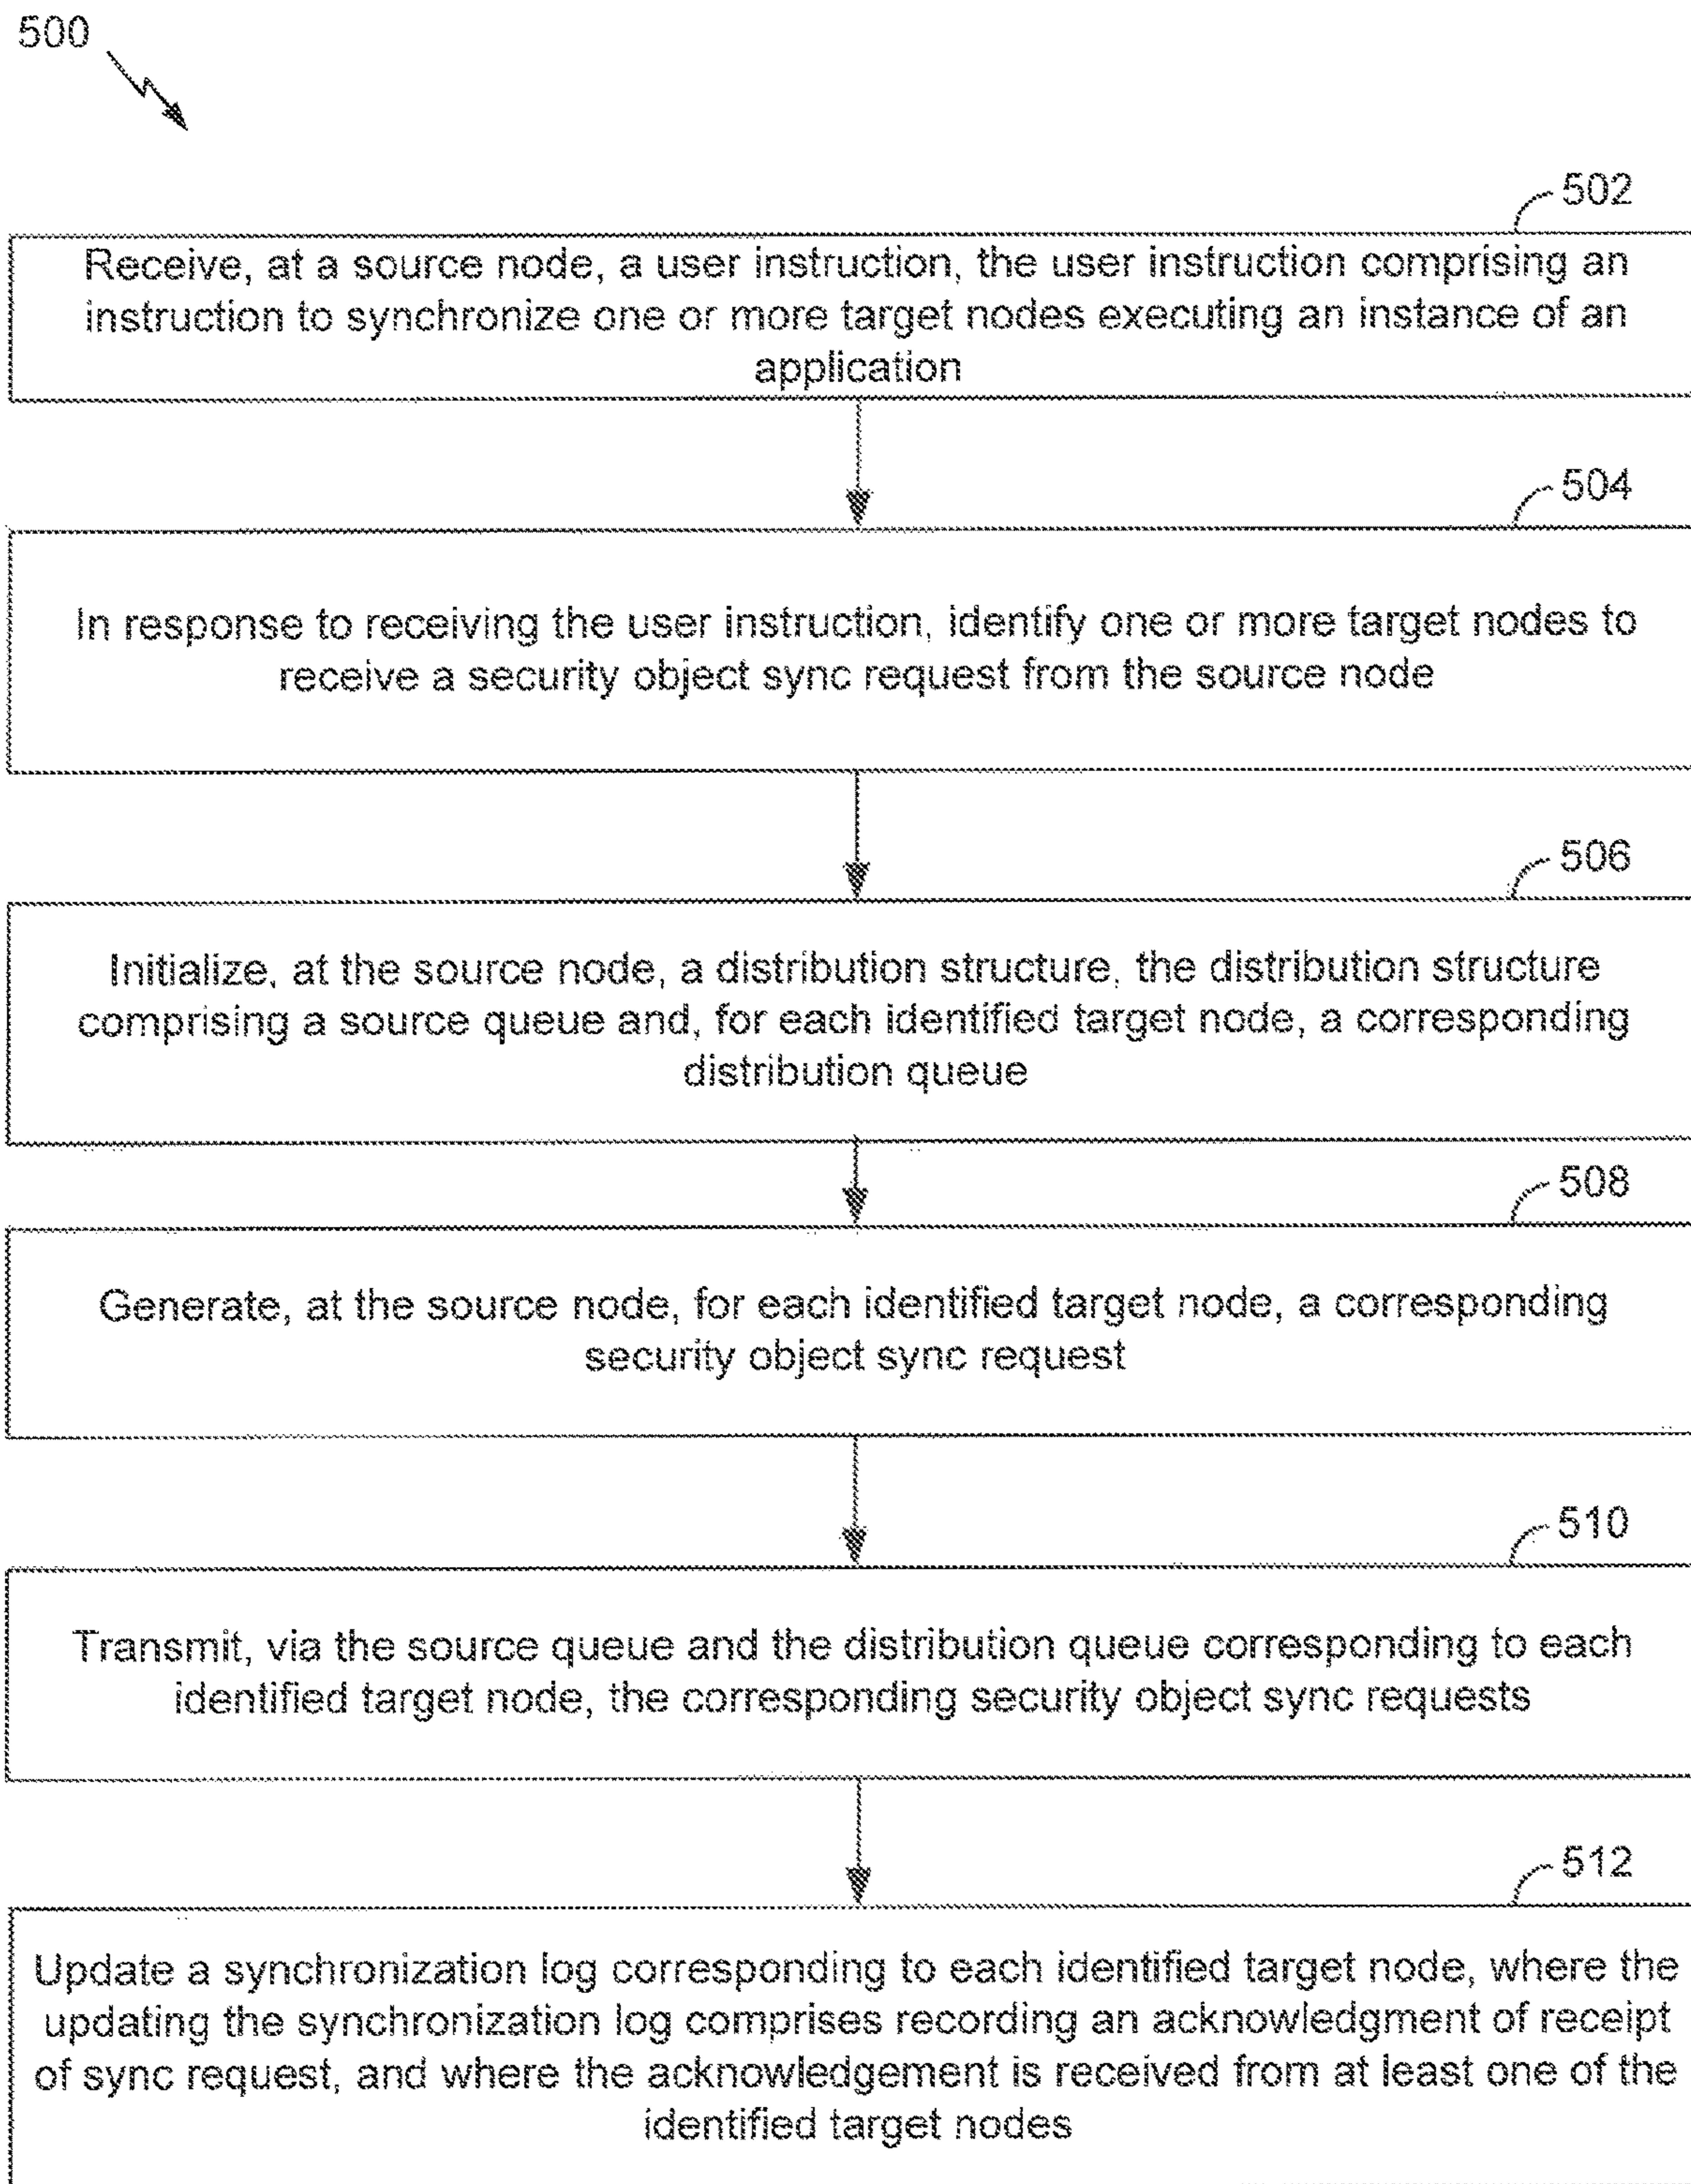 500
502
Receive, at a source node, a user instruction, the user instruction comprising an
instruction to synchronize one or more target nodes executing an instance of an
application
504
In response to receiving the user instruction, identify one or more target nodes to
receive a security object sync request from the source node
506
Initialize, at the source node, a distribution structure, the distribution structure
comprising a source queue and, for each identified target node, a corresponding
distribution queue
508
Generate, at the source node, for each identified target node, a corresponding
security object sync request
510
Transmit, via the source queue and the distribution queue corresponding to each
identified target node, the corresponding security object sync requests
512
Update a synchronization log corresponding to each identified target node, where the
updating the synchronization log comprises recording an acknowledgment of receipt
of sync request, and where the acknowledgement is received from at least one of the
identified target nodes